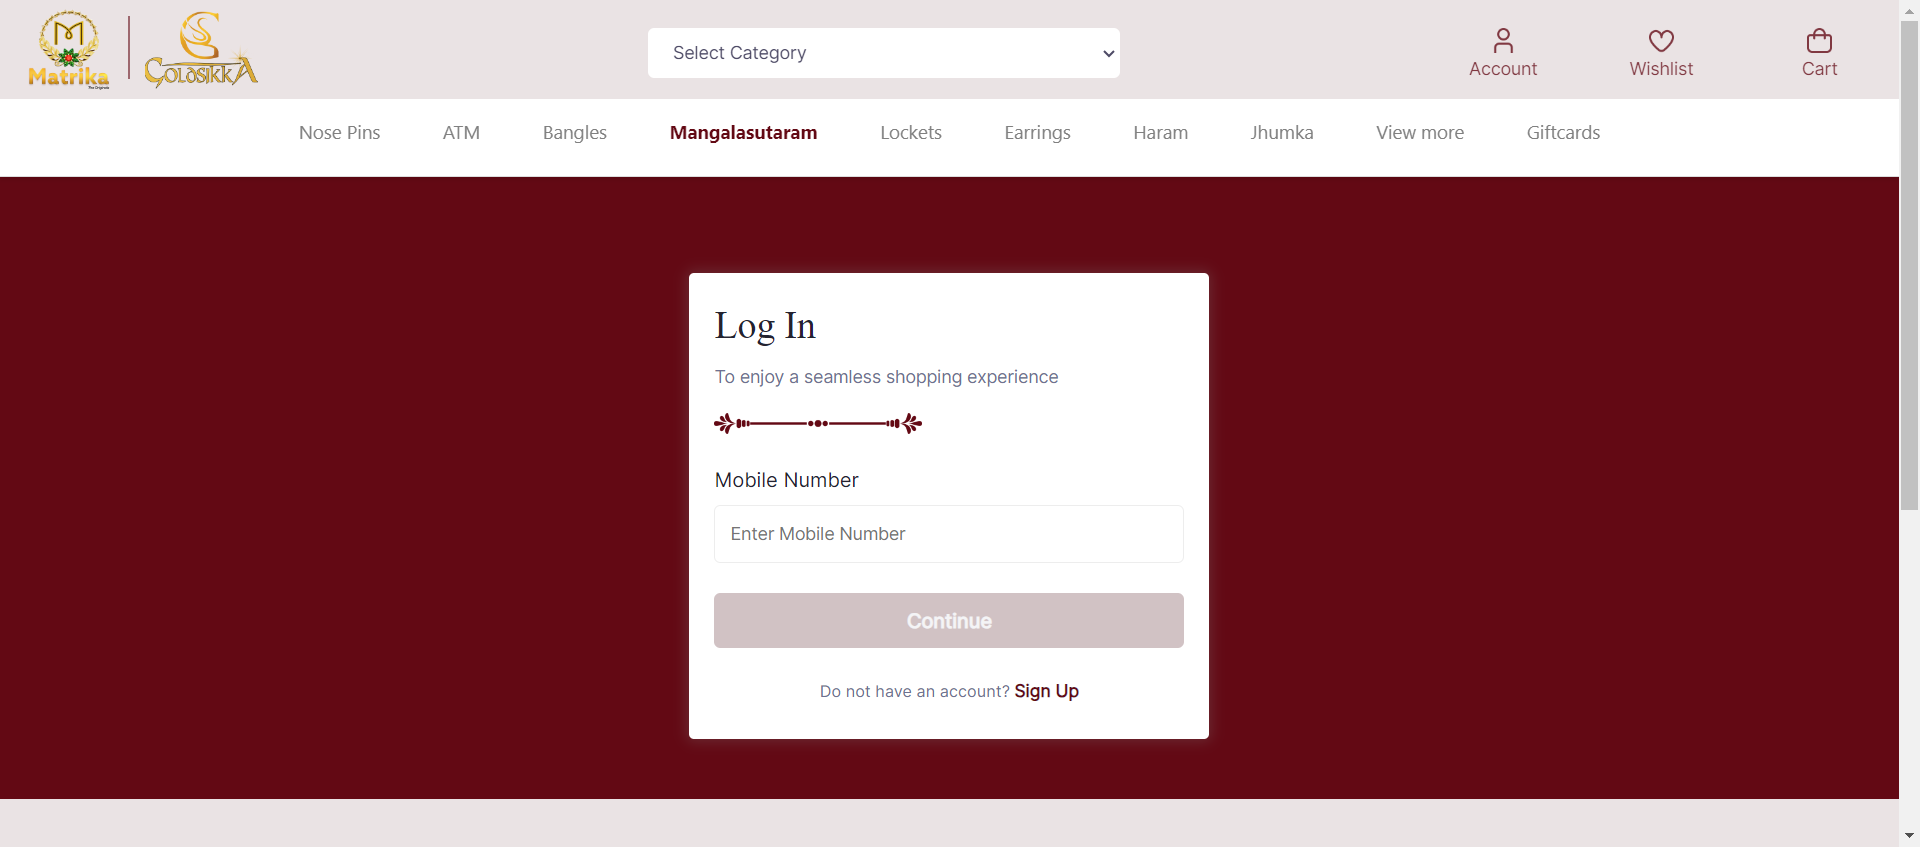 Matrika
GOLDSIKKA
Select Category
Account
Wishlist
Cart
Nose Pins
ATM
Bangles
Mangalasutaram
Lockets
Earrings
Haram
Jhumka
View more
Giftcards
Log In
To enjoy a seamless shopping experience
Mobile Number
Enter Mobile Number
Continue
Do not have an account? Sign Up